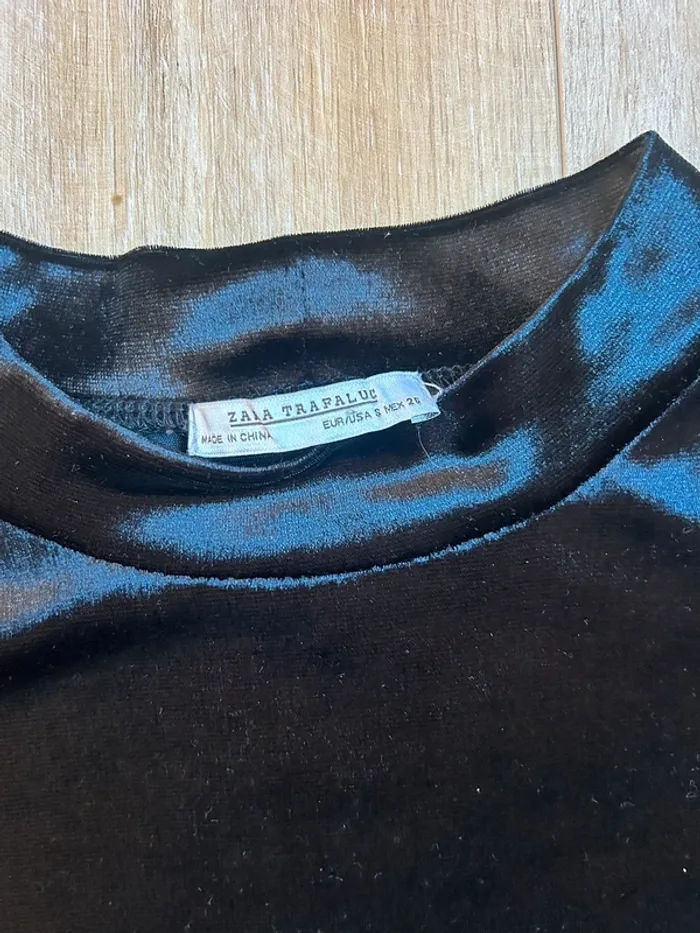 ZARA TRAFALUC
MADE IN CHINA
EUR/USA S MEX 26